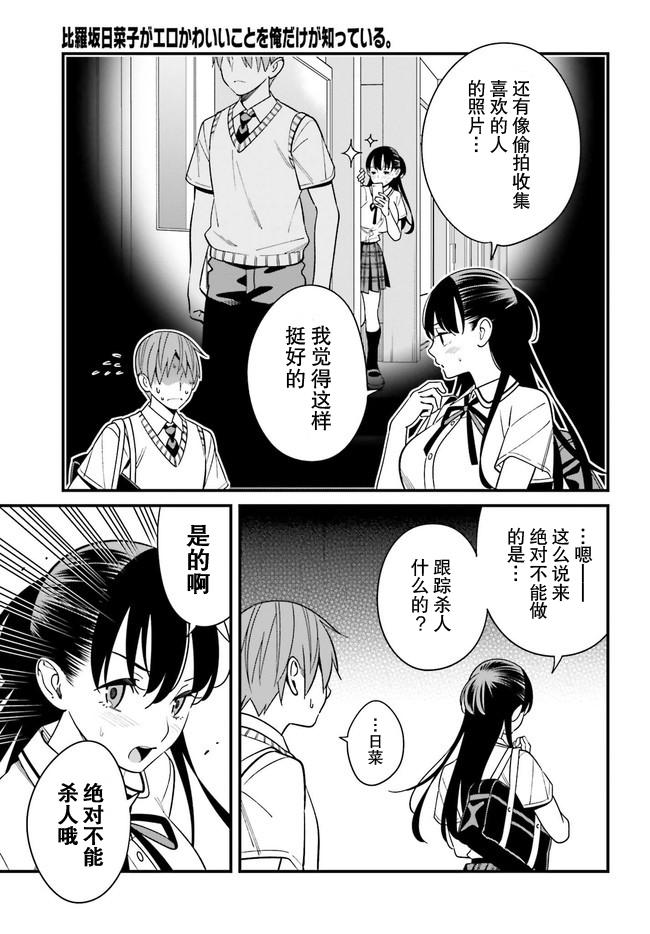 比羅坂日菜子がエロかわいいことを俺だけが知っている。
还有像偷拍收集
喜欢的人
的照片…
我觉得这样
挺好的
…嗯——
这么说来
绝对不能做
的是…
跟踪杀人
什么的？
…日菜
是的啊
绝对不能
杀人哦